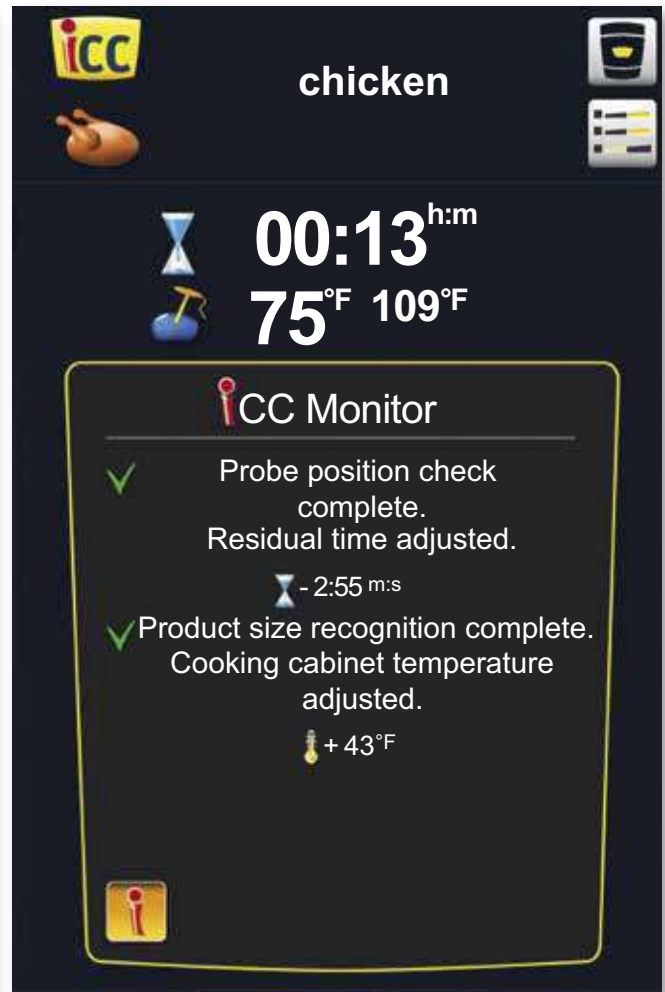 iCC
chicken
00:13 h:m
75°F 109°F
iCC Monitor
Probe position check
complete.
Residual time adjusted.
- 2:55 m:s
Product size recognition complete.
Cooking cabinet temperature
adjusted.
+ 43°F
i